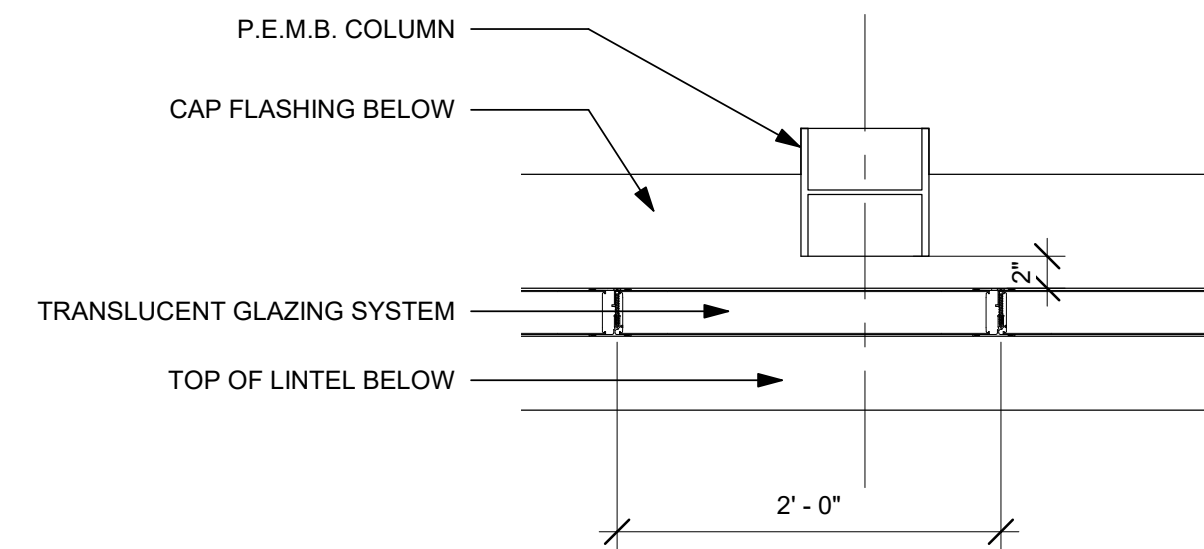 P.E.M.B. COLUMN
CAP FLASHING BELOW
2"
TRANSLUCENT GLAZING SYSTEM
TOP OF LINTEL BELOW
2' - 0"